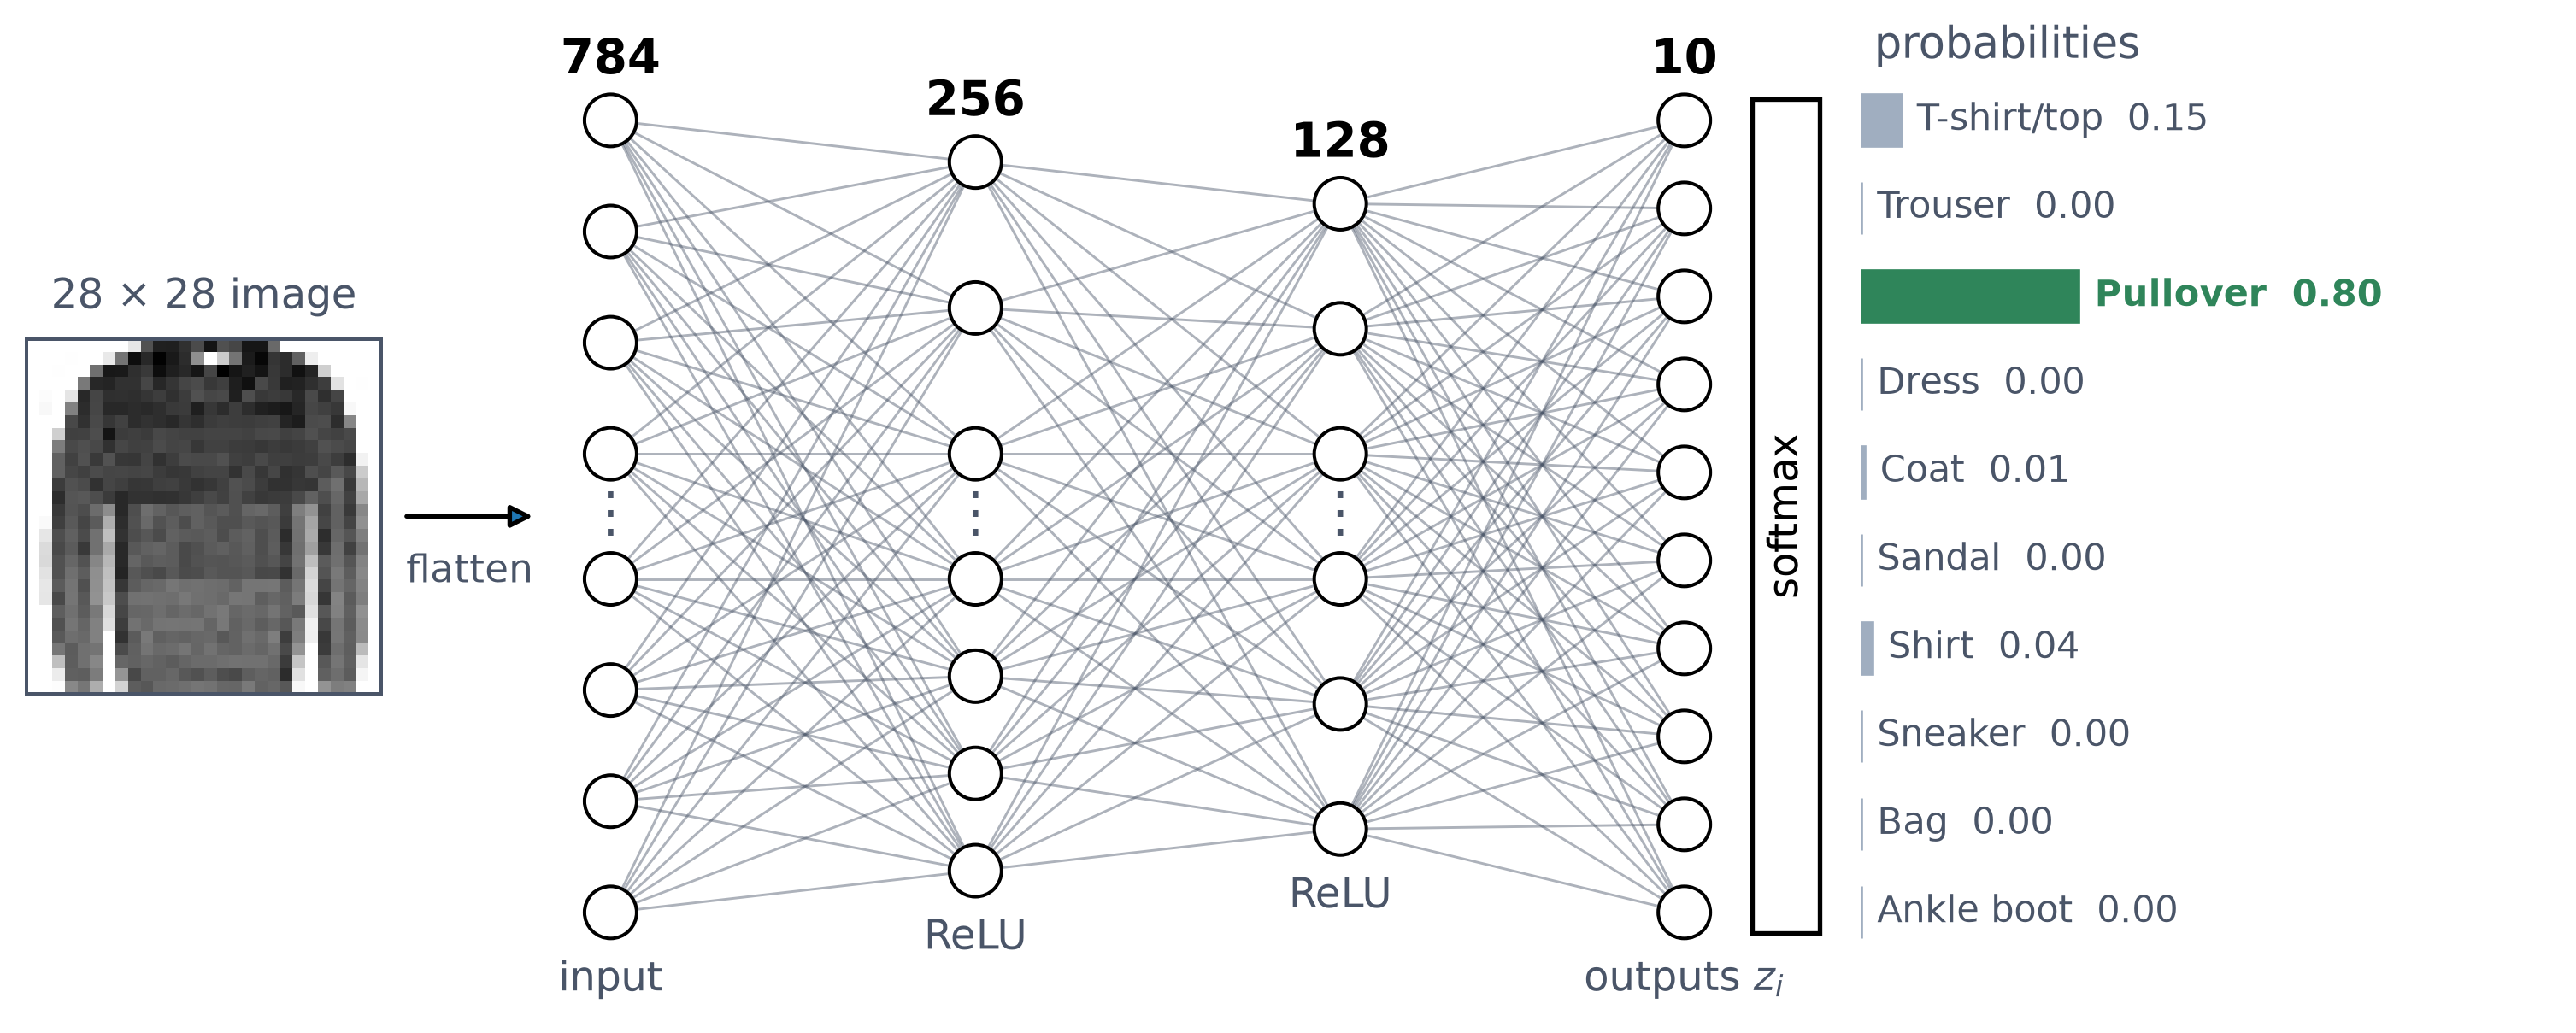 28 × 28 image
flatten
784
input
256
ReLU
128
ReLU
10
outputs zᵢ
softmax
probabilities
T-shirt/top 0.15
Trouser 0.00
Pullover 0.80
Dress 0.00
Coat 0.01
Sandal 0.00
Shirt 0.04
Sneaker 0.00
Bag 0.00
Ankle boot 0.00